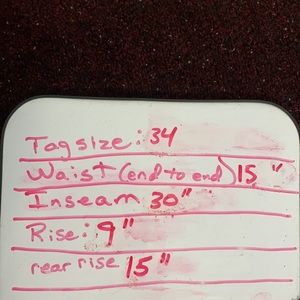 Tag size: 34
Waist (end to end) 15"
Inseam 30"
Rise: 9"
rear rise 15"